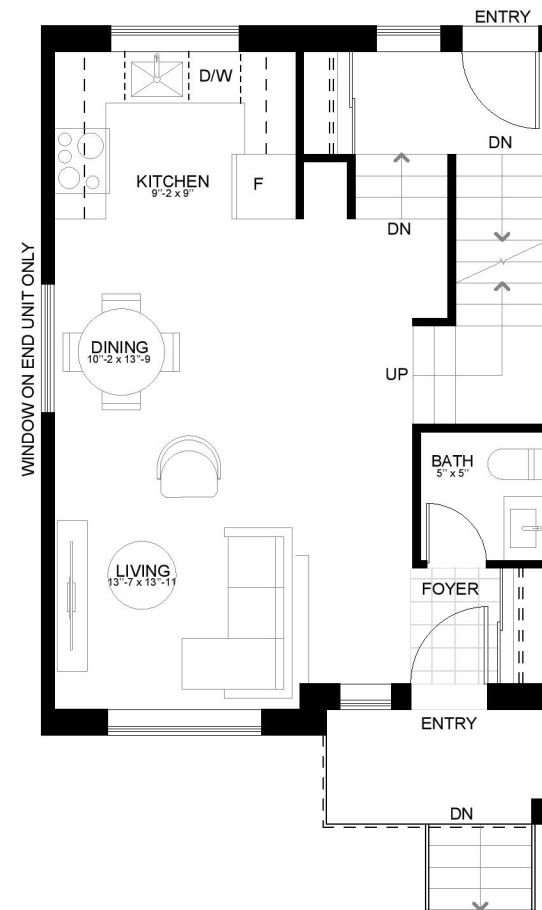 ENTRY
D/W
DN
KITCHEN
9"-2 x 9"
F
DN
WINDOW ON END UNIT ONLY
DINING
10"-2 x 13"-9
UP
BATH
5" x 5"
LIVING
13"-7 x 13"-11
FOYER
ENTRY
DN